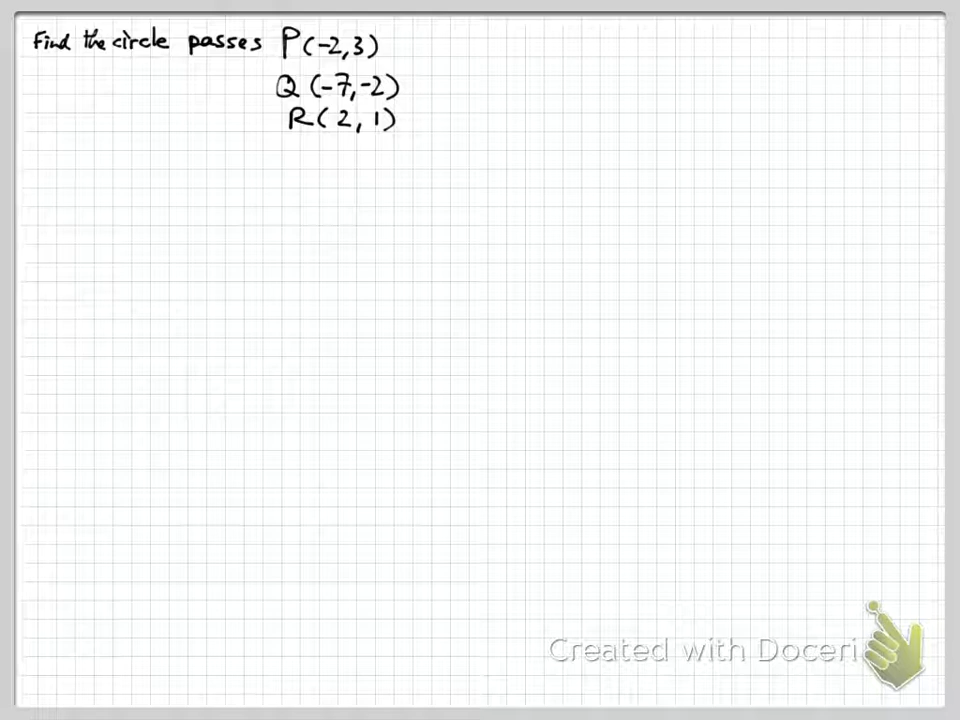 Find the circle passes P(-2,3)
Q(-7,-2)
R(2,1)
Created with Doceri